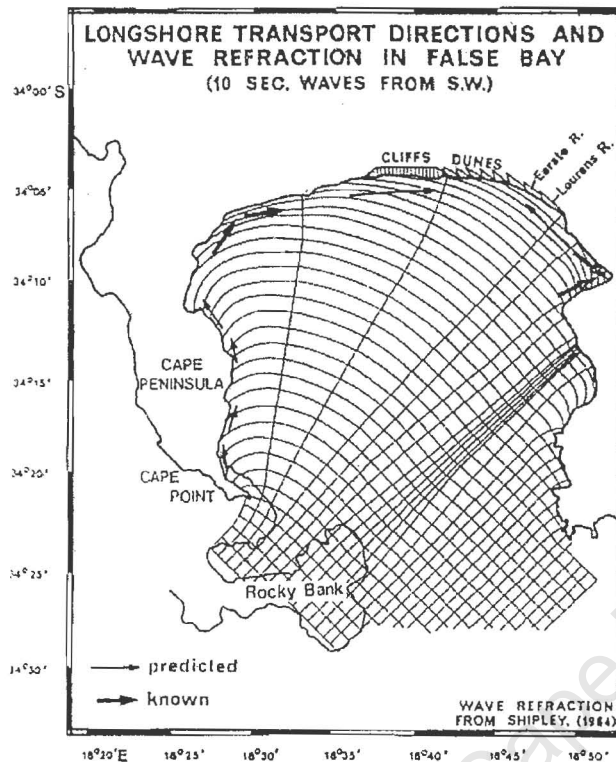 LONGSHORE TRANSPORT DIRECTIONS AND
WAVE REFRACTION IN FALSE BAY
(10 SEC. WAVES FROM S.W.)
34°00' S
CLIFFS
DUNES
Eerste R.
Lourens R.
34°05'
34°10'
CAPE
PENINSULA
34°15'
34°20'
CAPE
POINT
34°25'
Rocky Bank
34°30'
predicted
known
WAVE REFRACTION
FROM SHIPLEY, (1964)
18°20'E
18°25'
18°30'
18°35'
18°40'
18°45'
18°50'
Cape